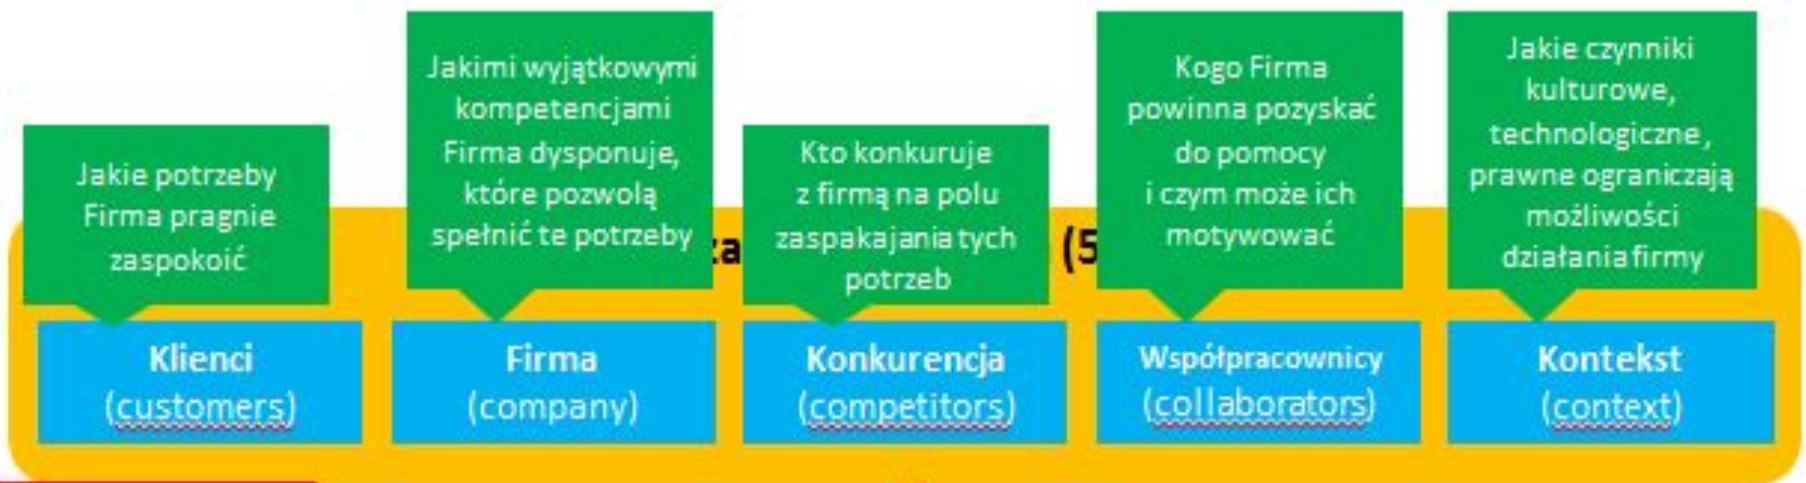 Jakie potrzeby
Firma pragnie
zaspokoić
Jakimi wyjątkowymi
kompetencjami
Firma dysponuje,
które pozwolą
spełnić te potrzeby
Kto konkuruje
z firmą na polu
zaspakajania tych
potrzeb
Kogo Firma
powinna pozyskać
do pomocy
i czym może ich
motywować
Jakie czynniki
kulturowe,
technologiczne,
prawne ograniczają
możliwości
działania firmy
za (5
Klienci
(customers)
Firma
(company)
Konkurencja
(competitors)
Współpracownicy
(collaborators)
Kontekst
(context)